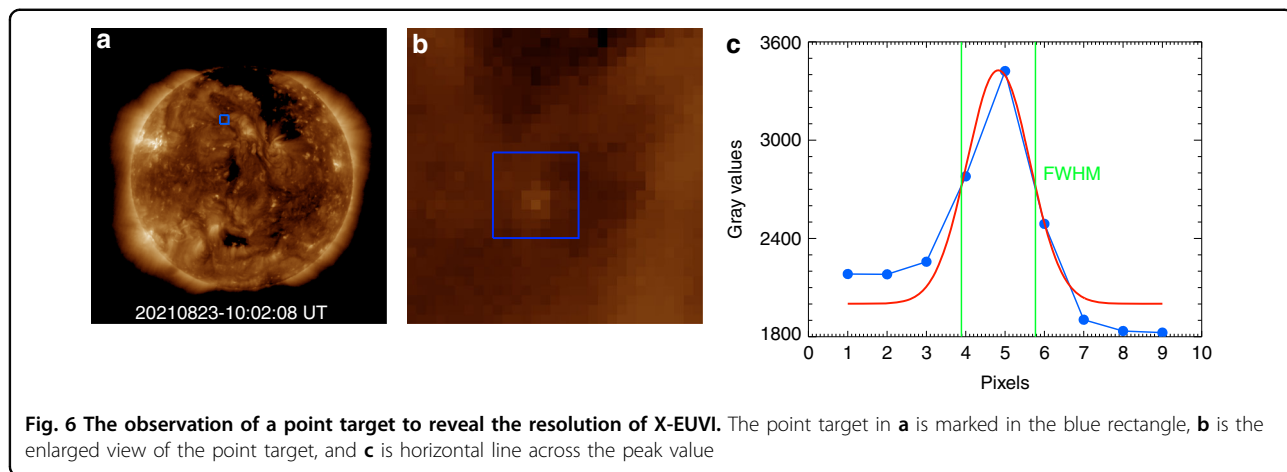 a
20210823-10:02:08 UT
b
c
3600
3000
2400
1800
Gray values
FWHM
0 1 2 3 4 5 6 7 8 9 10
Pixels
Fig. 6 The observation of a point target to reveal the resolution of X-EUVI. The point target in a is marked in the blue rectangle, b is the
enlarged view of the point target, and c is horizontal line across the peak value